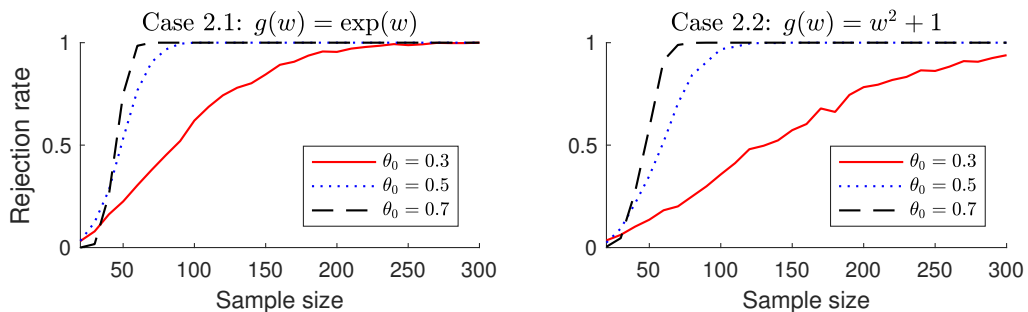 Case 2.1: g(w) = exp(w)
Rejection rate
1
0.5
0
50 100 150 200 250 300
Sample size
θ₀ = 0.3
θ₀ = 0.5
θ₀ = 0.7
Case 2.2: g(w) = w² + 1
1
0.5
0
50 100 150 200 250 300
Sample size
θ₀ = 0.3
θ₀ = 0.5
θ₀ = 0.7